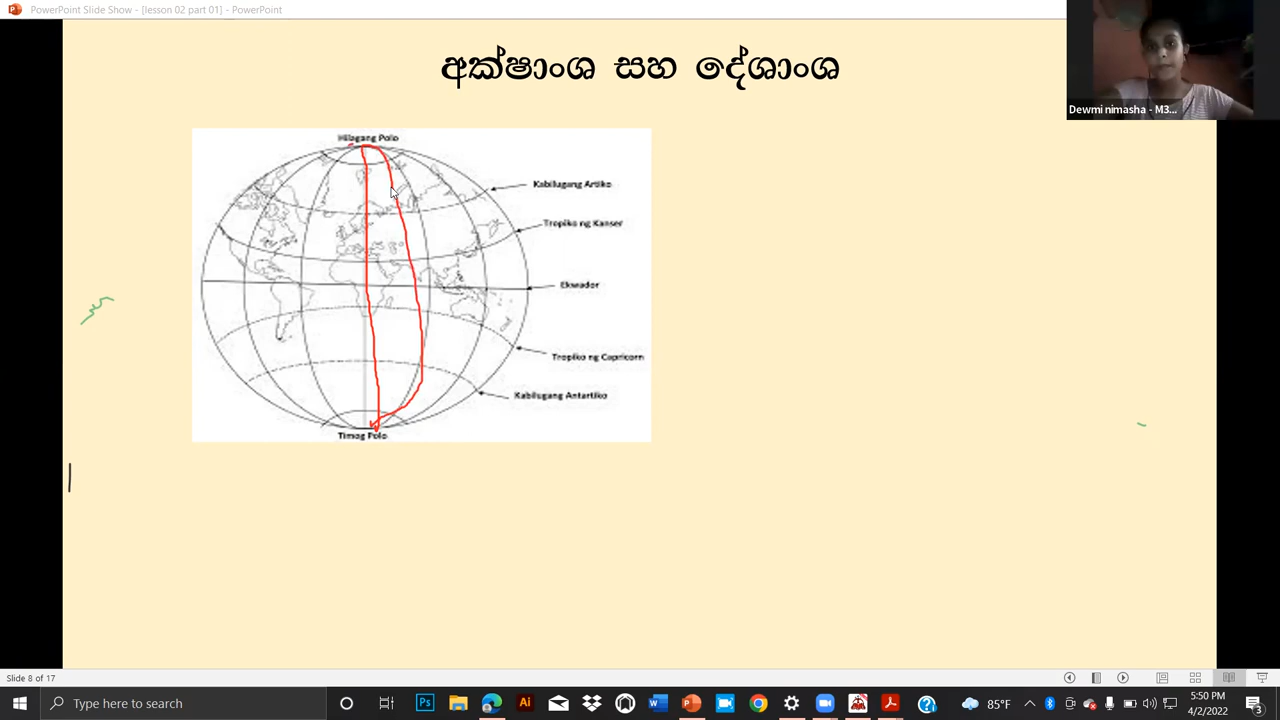 PowerPoint Slide Show - [lesson 02 part 01] - PowerPoint
අක්ෂාංශ සහ දේශාංශ
Dewmi nimasha - M3...
Hilagang Polo
Kabilugang Artiko
Tropiko ng Kanser
Ekwador
Tropiko ng Capricorn
Kabilugang Antartiko
Timog Polo
Slide 8 of 17
Type here to search
85°F
5:50 PM
4/2/2022
3